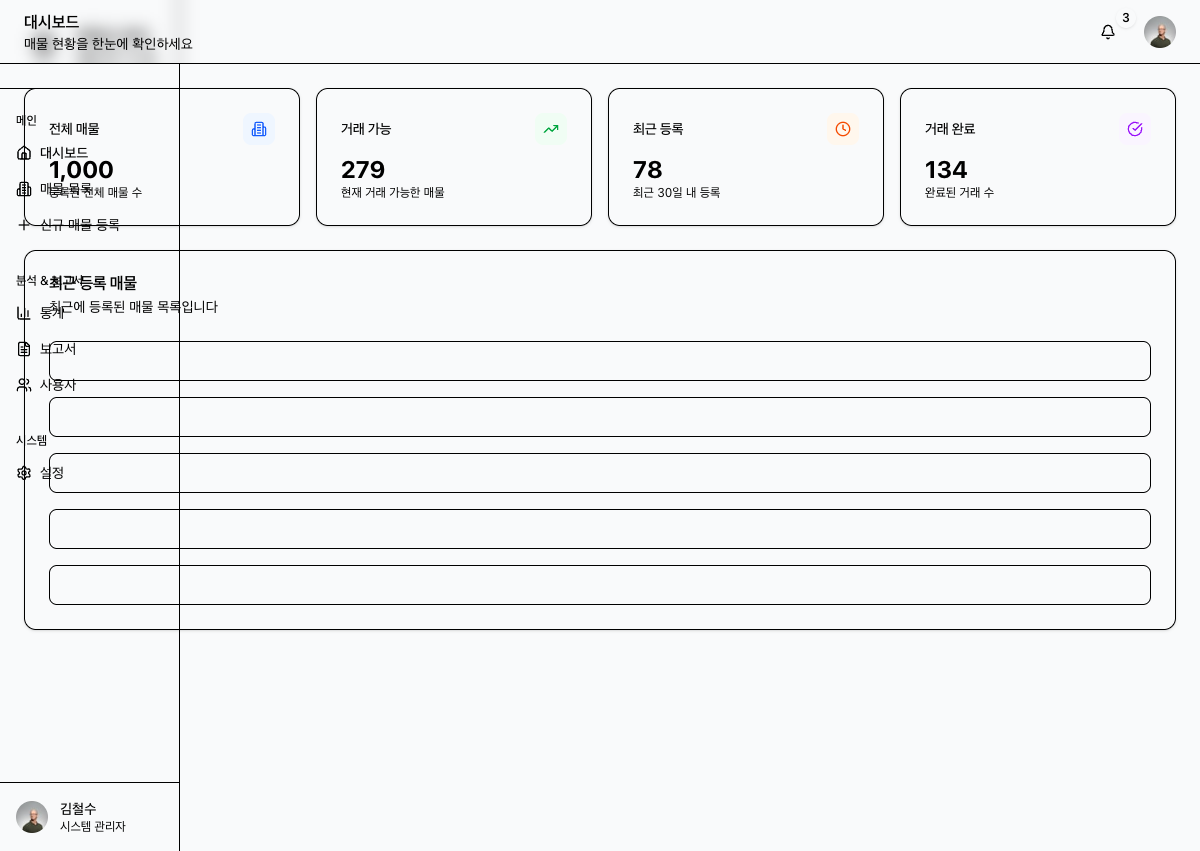 대시보드
매물 현황을 한눈에 확인하세요
3
메인
대시보드
매물 목록
신규 매물 등록
분석 & 보고서
통계
보고서
사용자
시스템
설정
김철수
시스템 관리자
전체 매물
1,000
등록된 전체 매물 수
거래 가능
279
현재 거래 가능한 매물
최근 등록
78
최근 30일 내 등록
거래 완료
134
완료된 거래 수
최근 등록 매물
최근에 등록된 매물 목록입니다